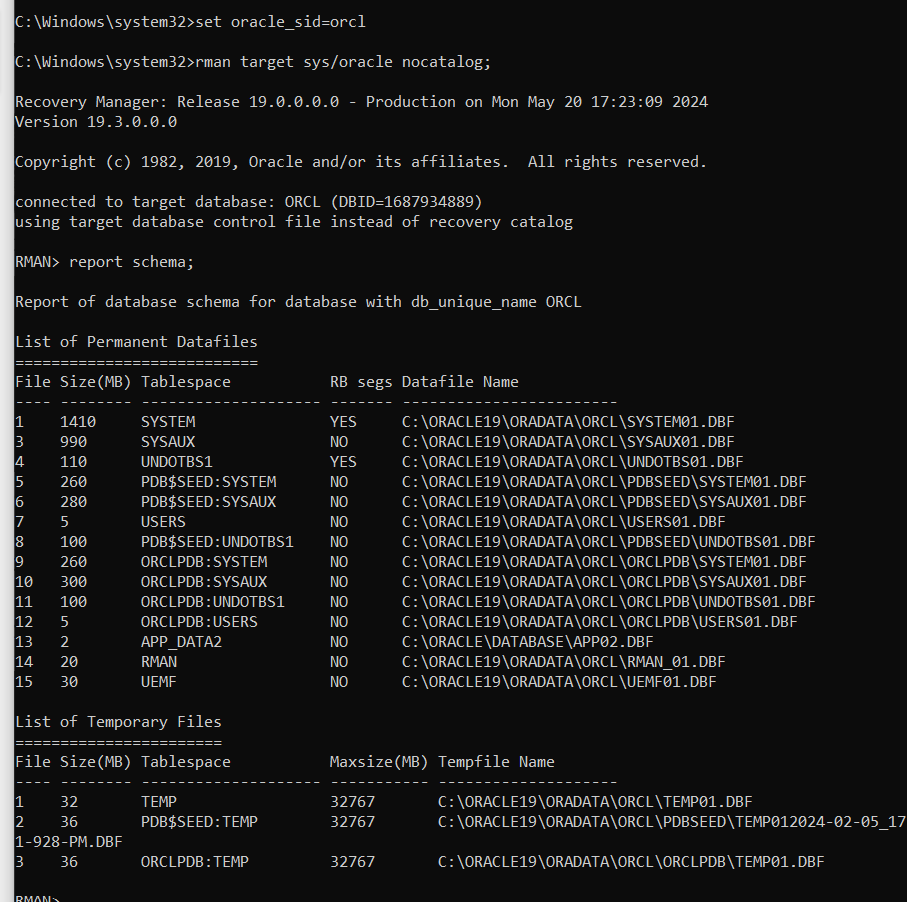 C:\Windows\system32>set oracle_sid=orcl
C:\Windows\system32>rman target sys/oracle nocatalog;
Recovery Manager: Release 19.0.0.0.0 - Production on Mon May 20 17:23:09 2024
Version 19.3.0.0.0
Copyright (c) 1982, 2019, Oracle and/or its affiliates.  All rights reserved.
connected to target database: ORCL (DBID=1687934889)
using target database control file instead of recovery catalog
RMAN> report schema;
Report of database schema for database with db_unique_name ORCL
List of Permanent Datafiles
===========================
File Size(MB) Tablespace           RB segs Datafile Name
---- -------- -------------------- ------- ------------------------
1    1410     SYSTEM               YES     C:\ORACLE19\ORADATA\ORCL\SYSTEM01.DBF
3    990      SYSAUX               NO      C:\ORACLE19\ORADATA\ORCL\SYSAUX01.DBF
4    110      UNDOTBS1             YES     C:\ORACLE19\ORADATA\ORCL\UNDOTBS01.DBF
5    260      PDB$SEED:SYSTEM      NO      C:\ORACLE19\ORADATA\ORCL\PDBSEED\SYSTEM01.DBF
6    280      PDB$SEED:SYSAUX      NO      C:\ORACLE19\ORADATA\ORCL\PDBSEED\SYSAUX01.DBF
7    5        USERS                NO      C:\ORACLE19\ORADATA\ORCL\USERS01.DBF
8    100      PDB$SEED:UNDOTBS1    NO      C:\ORACLE19\ORADATA\ORCL\PDBSEED\UNDOTBS01.DBF
9    260      ORCLPDB:SYSTEM       NO      C:\ORACLE19\ORADATA\ORCL\ORCLPDB\SYSTEM01.DBF
10   300      ORCLPDB:SYSAUX       NO      C:\ORACLE19\ORADATA\ORCL\ORCLPDB\SYSAUX01.DBF
11   100      ORCLPDB:UNDOTBS1     NO      C:\ORACLE19\ORADATA\ORCL\ORCLPDB\UNDOTBS01.DBF
12   5        ORCLPDB:USERS        NO      C:\ORACLE19\ORADATA\ORCL\ORCLPDB\USERS01.DBF
13   2        APP_DATA2            NO      C:\ORACLE\DATABASE\APP02.DBF
14   20       RMAN                 NO      C:\ORACLE19\ORADATA\ORCL\RMAN_01.DBF
15   30       UEMF                 NO      C:\ORACLE19\ORADATA\ORCL\UEMF01.DBF
List of Temporary Files
=======================
File Size(MB) Tablespace           Maxsize(MB) Tempfile Name
---- -------- -------------------- ----------- --------------------
1    32       TEMP                 32767       C:\ORACLE19\ORADATA\ORCL\TEMP01.DBF
2    36       PDB$SEED:TEMP        32767       C:\ORACLE19\ORADATA\ORCL\PDBSEED\TEMP012024-02-05_17
1-928-PM.DBF
3    36       ORCLPDB:TEMP         32767       C:\ORACLE19\ORADATA\ORCL\ORCLPDB\TEMP01.DBF
RMAN>